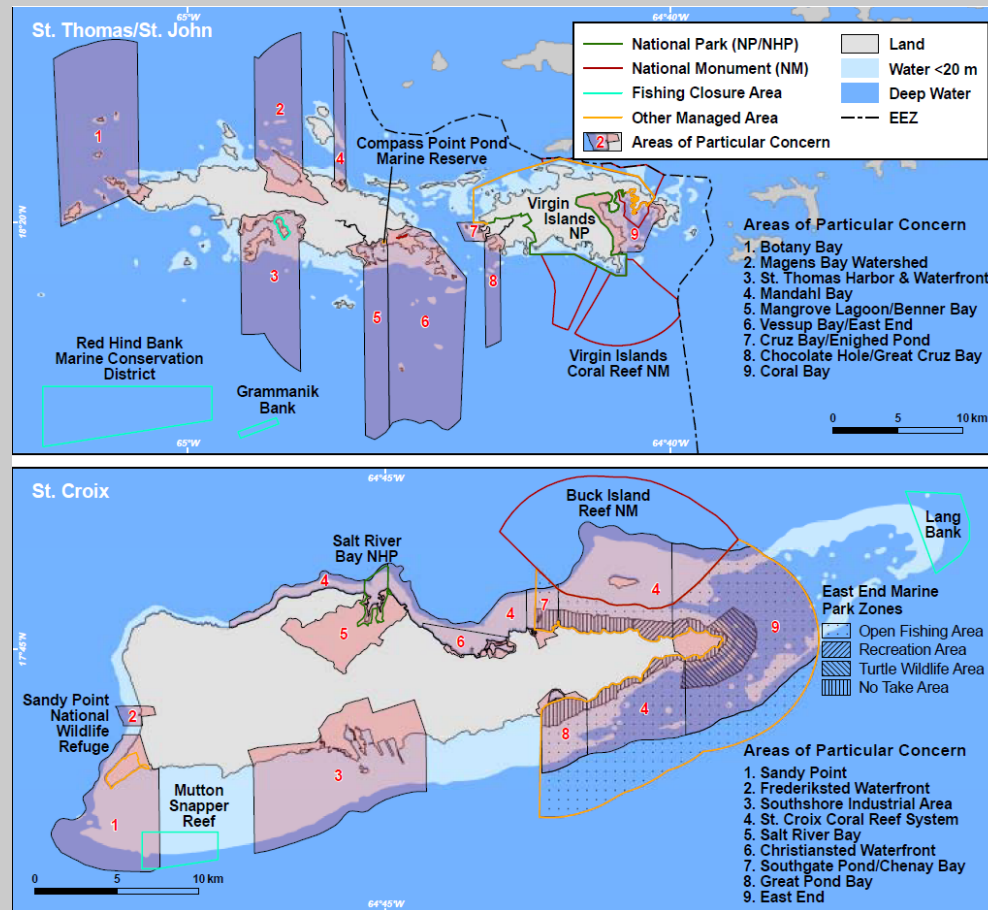 St. Thomas/St. John
65°W
64°40'W
National Park (NP/NHP)
National Monument (NM)
Fishing Closure Area
Other Managed Area
2
Areas of Particular Concern
Land
Water <20 m
Deep Water
EEZ
1
2
4
Compass Point Pond
Marine Reserve
18°20'N
Virgin
Islands
NP
7
9
3
8
5
6
Areas of Particular Concern
1. Botany Bay
2. Magens Bay Watershed
3. St. Thomas Harbor & Waterfront
4. Mandahl Bay
5. Mangrove Lagoon/Benner Bay
6. Vessup Bay/East End
7. Cruz Bay/Enighed Pond
8. Chocolate Hole/Great Cruz Bay
9. Coral Bay
Red Hind Bank
Marine Conservation
District
Grammanik
Bank
Virgin Islands
Coral Reef NM
0 5 10 km
65°W
64°40'W
St. Croix
64°45'W
Buck Island
Reef NM
Lang
Bank
Salt River
Bay NHP
4
4
7
4
5
6
9
17°45'N
East End Marine
Park Zones
Open Fishing Area
Recreation Area
Turtle Wildlife Area
No Take Area
Sandy Point
National
Wildlife
Refuge
2
4
8
3
1
Mutton
Snapper
Reef
Areas of Particular Concern
1. Sandy Point
2. Frederiksted Waterfront
3. Southshore Industrial Area
4. St. Croix Coral Reef System
5. Salt River Bay
6. Christiansted Waterfront
7. Southgate Pond/Chenay Bay
8. Great Pond Bay
9. East End
0 5 10 km
64°45'W